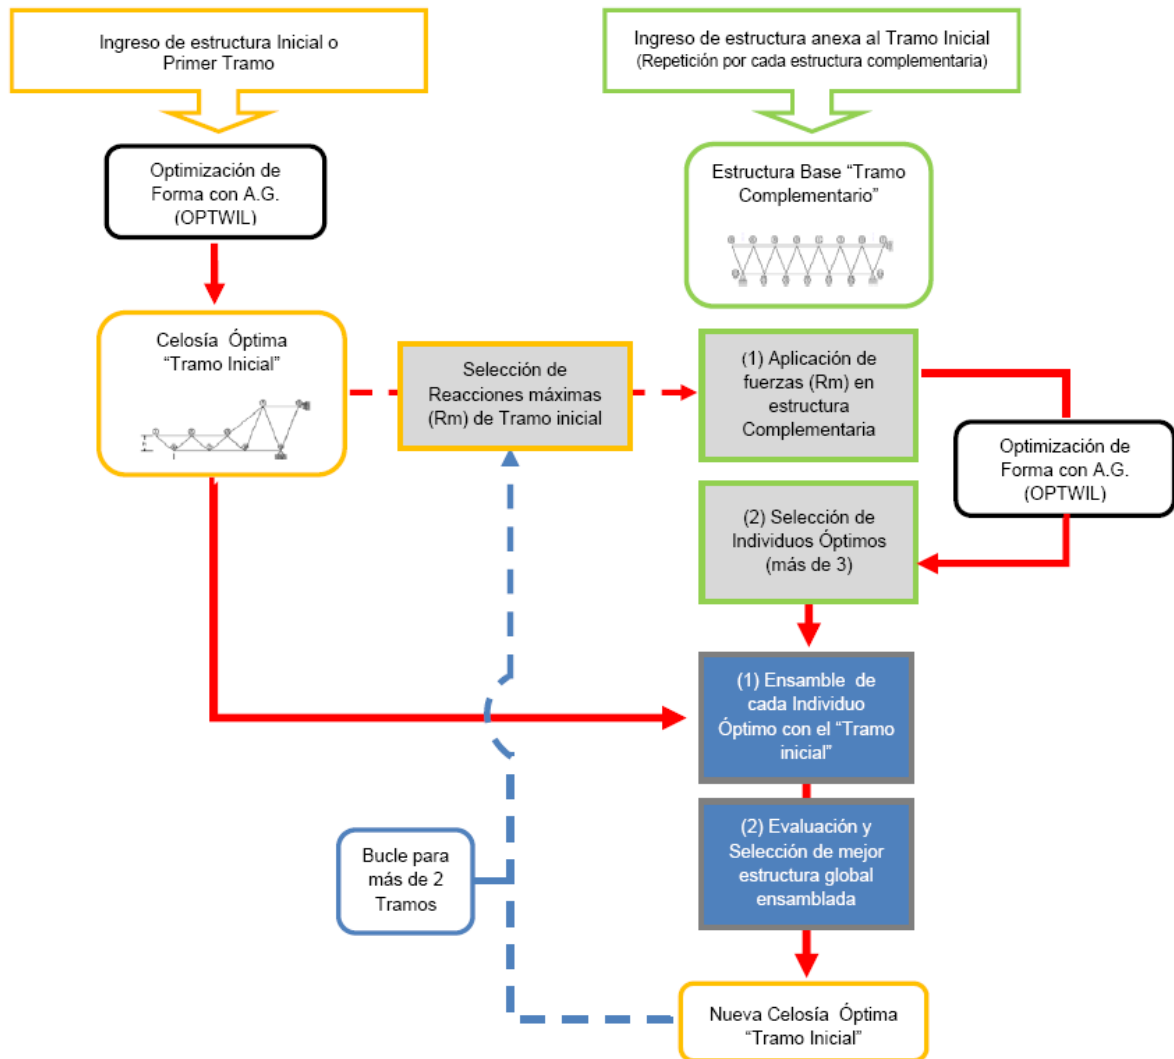 Ingreso de estructura Inicial o
Primer Tramo
Ingreso de estructura anexa al Tramo Inicial
(Repetición por cada estructura complementaria)
Optimización de
Forma con A.G.
(OPTWIL)
Estructura Base “Tramo
Complementario”
Celosía Óptima
“Tramo Inicial”
Selección de
Reacciones máximas
(Rm) de Tramo inicial
(1) Aplicación de
fuerzas (Rm) en
estructura
Complementaria
Optimización de
Forma con A.G.
(OPTWIL)
(2) Selección de
Individuos Óptimos
(más de 3)
(1) Ensamble de
cada Individuo
Óptimo con el “Tramo
inicial”
(2) Evaluación y
Selección de mejor
estructura global
ensamblada
Bucle para
más de 2
Tramos
Nueva Celosía Óptima
“Tramo Inicial”